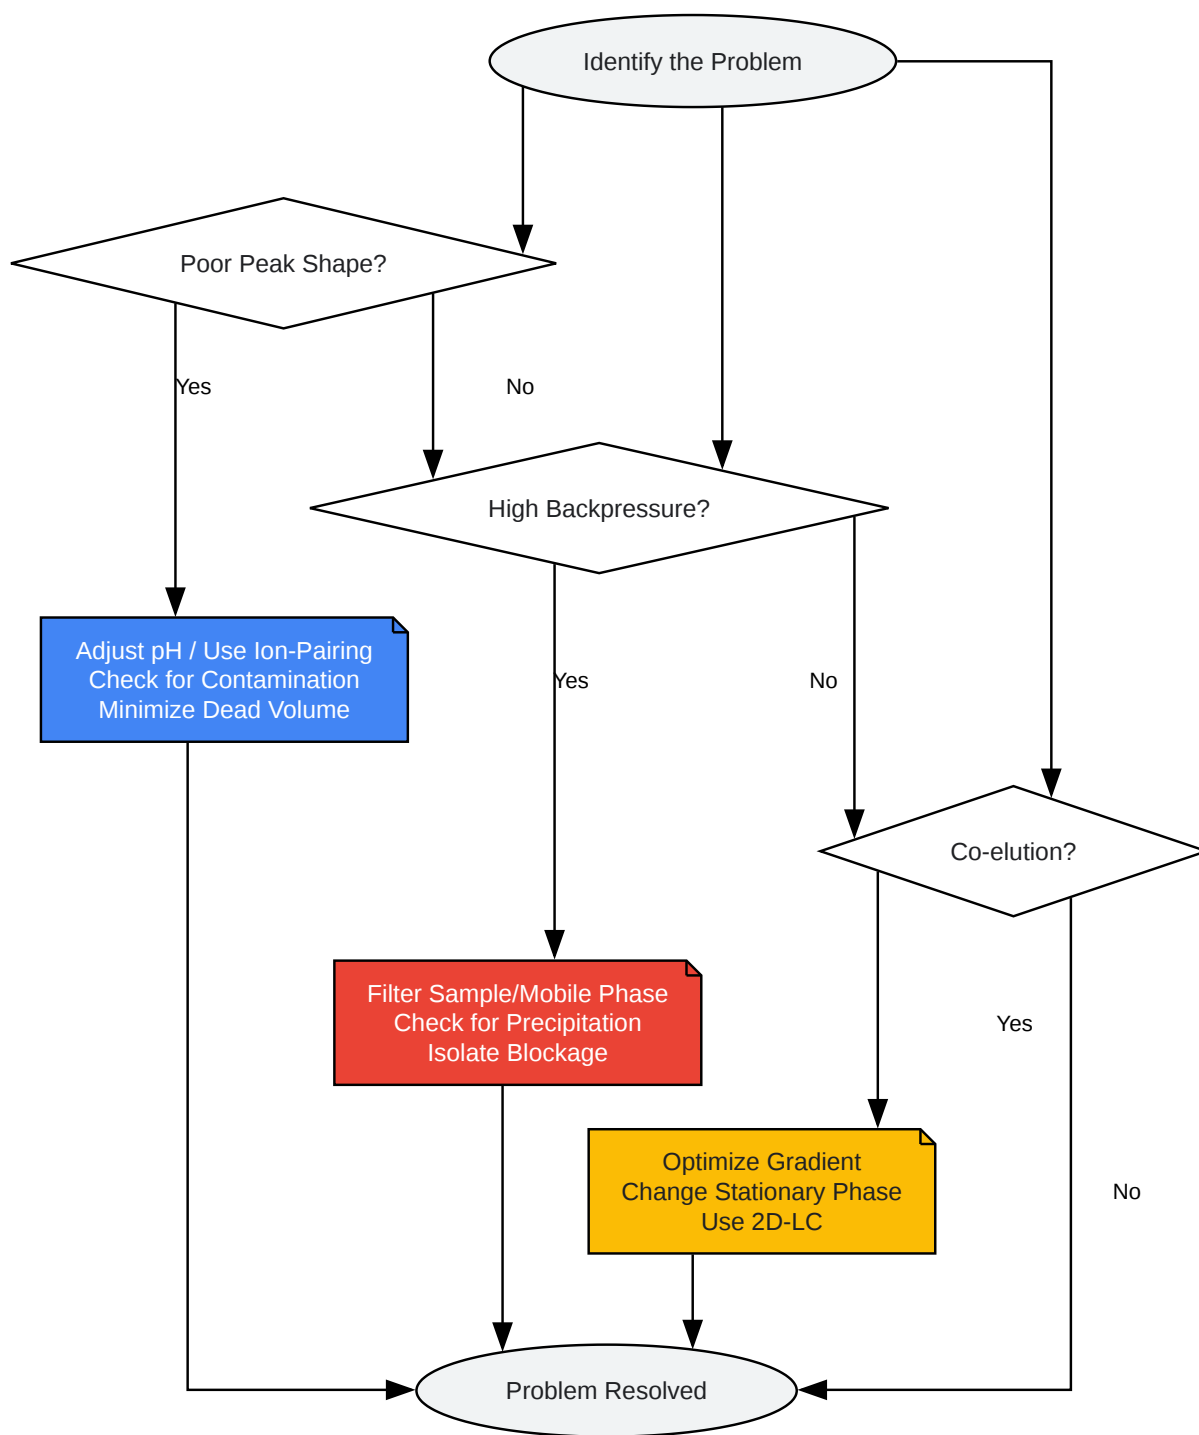 Identify the Problem
Poor Peak Shape?
Yes
No
High Backpressure?
Adjust pH / Use Ion-Pairing
Check for Contamination
Minimize Dead Volume
Yes
No
Co-elution?
Filter Sample/Mobile Phase
Check for Precipitation
Isolate Blockage
Yes
Optimize Gradient
Change Stationary Phase
Use 2D-LC
No
Problem Resolved